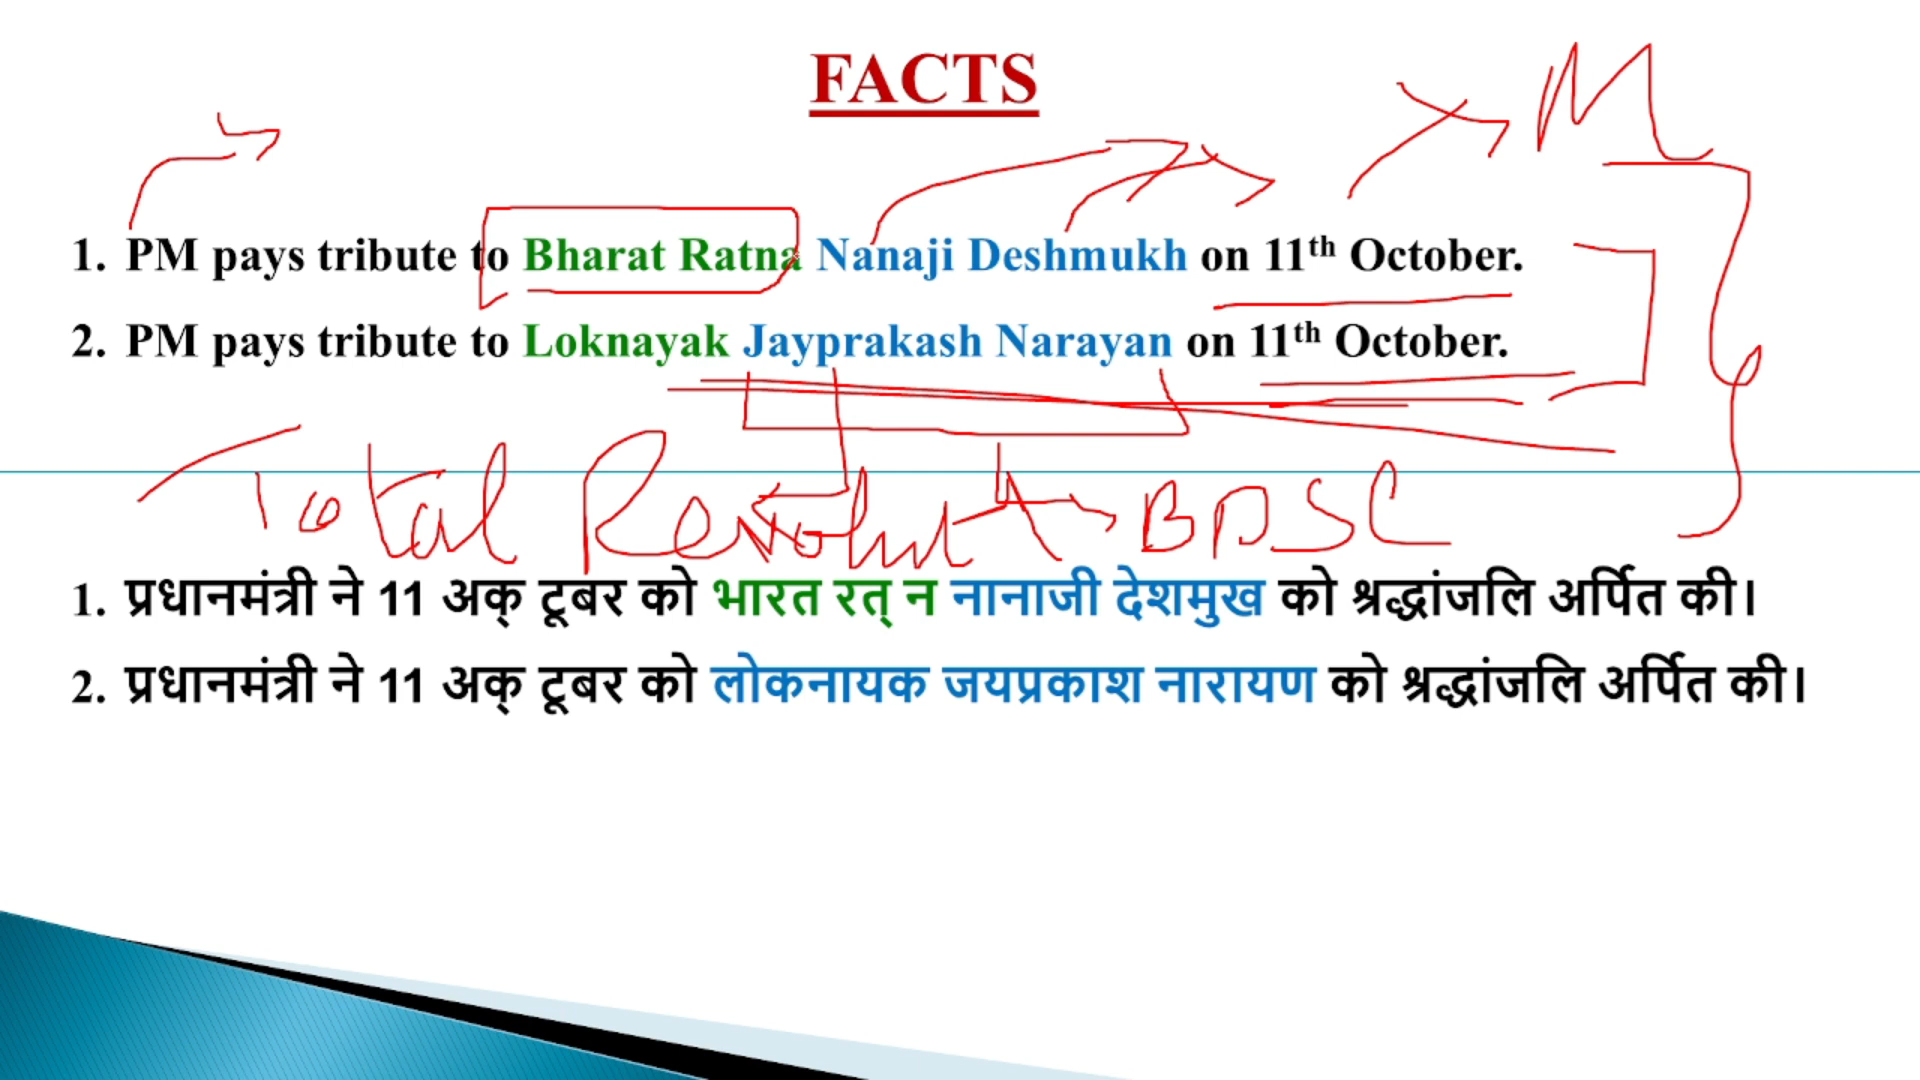 FACTS
M
1. PM pays tribute to Bharat Ratna Nanaji Deshmukh on 11th October.
2. PM pays tribute to Loknayak Jayprakash Narayan on 11th October.
Total BPSC
1. प्रधानमंत्री ने 11 अक् टूबर को भारत रत् न नानाजी देशमुख को श्रद्धांजलि अर्पित की।
2. प्रधानमंत्री ने 11 अक् टूबर को लोकनायक जयप्रकाश नारायण को श्रद्धांजलि अर्पित की।